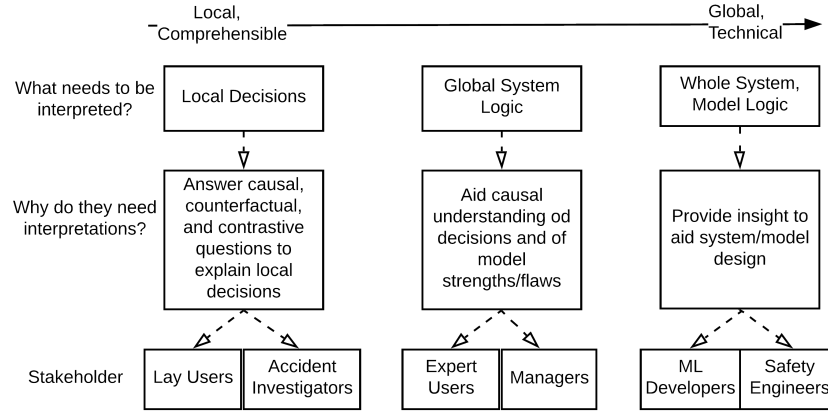 Local,
Comprehensible
Global,
Technical
What needs to be
interpreted?
Local Decisions
Global System
Logic
Whole System,
Model Logic
Why do they need
interpretations?
Answer causal,
counterfactual,
and contrastive
questions to
explain local
decisions
Aid causal
understanding od
decisions and of
model
strengths/flaws
Provide insight to
aid system/model
design
Stakeholder
Lay Users
Accident
Investigators
Expert
Users
Managers
ML
Developers
Safety
Engineers